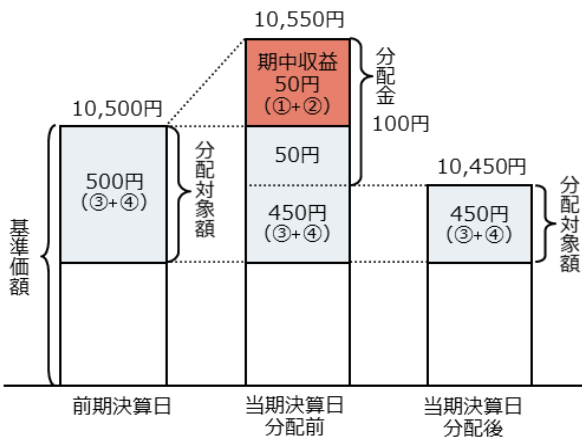 10,550円
期中収益
50円
(①+②)
分配金
100円
10,500円
500円
(③+④)
分配対象額
50円
450円
(③+④)
10,450円
450円
(③+④)
分配対象額
基準価額
前期決算日
当期決算日
分配前
当期決算日
分配後